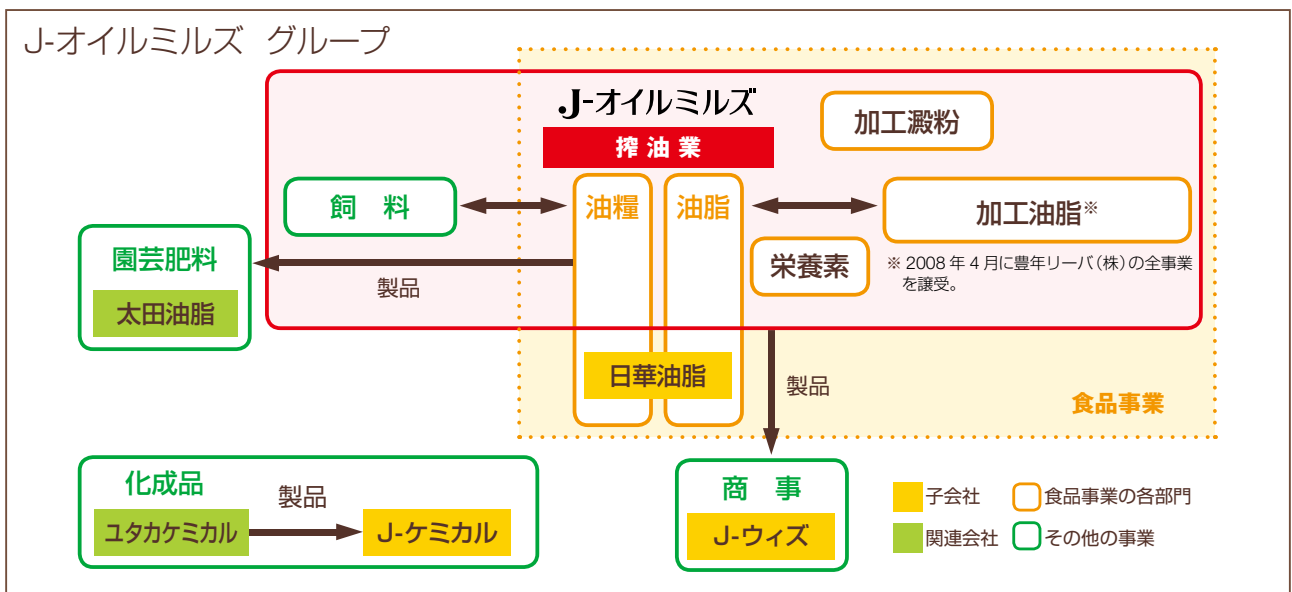 J-オイルミルズ グループ
J-オイルミルズ
搾油業
加工澱粉
飼 料
油糧
油脂
加工油脂※
園芸肥料
太田油脂
製品
栄養素
※ 2008年4月に豊年リーバ(株)の全事業
を譲受。
日華油脂
製品
食品事業
化成品
ユタカケミカル
製品
J-ケミカル
商 事
J-ウィズ
子会社
食品事業の各部門
関連会社
その他の事業